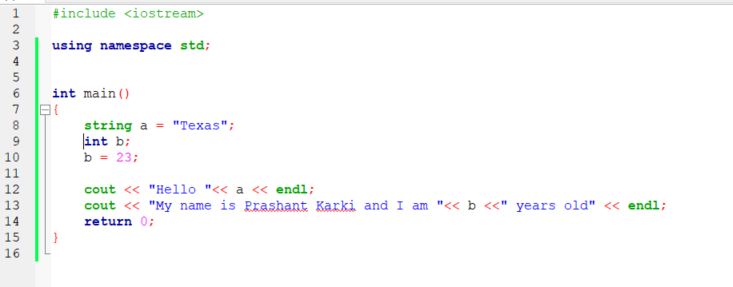 1 #include <iostream>
2
3 using namespace std;
4
5
6 int main()
7 {
8 string a = "Texas";
9 int b;
10 b = 23;
11
12 cout << "Hello "<< a << endl;
13 cout << "My name is Prashant Karki and I am "<< b <<" years old" << endl;
14 return 0;
15 }
16